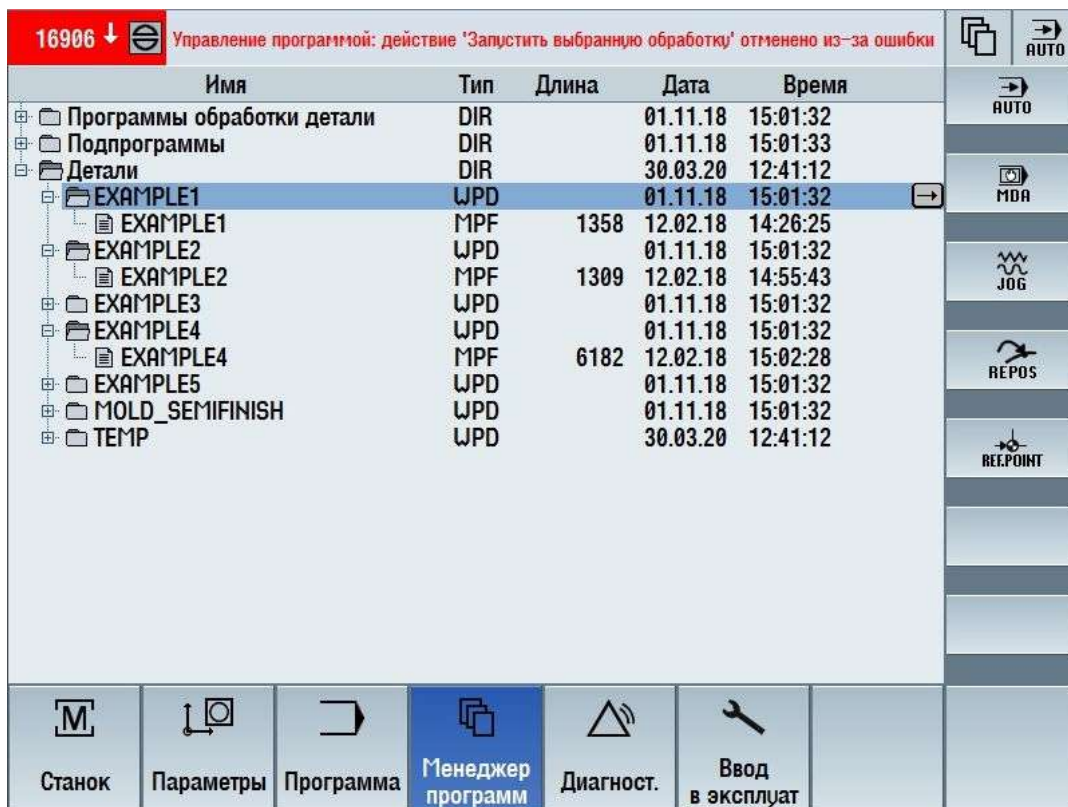 16906 Управление программой: действие 'Запустить выбранную обработку' отменено из-за ошибки
AUTO
Имя Тип Длина Дата Время
Программы обработки детали DIR 01.11.18 15:01:32
Подпрограммы DIR 01.11.18 15:01:33
Детали DIR 30.03.20 12:41:12
EXAMPLE1 WPD 01.11.18 15:01:32
EXAMPLE1 MPF 1358 12.02.18 14:26:25
EXAMPLE2 WPD 01.11.18 15:01:32
EXAMPLE2 MPF 1309 12.02.18 14:55:43
EXAMPLE3 WPD 01.11.18 15:01:32
EXAMPLE4 WPD 01.11.18 15:01:32
EXAMPLE4 MPF 6182 12.02.18 15:02:28
EXAMPLE5 WPD 01.11.18 15:01:32
MOLD_SEMIFINISH WPD 01.11.18 15:01:32
TEMP WPD 30.03.20 12:41:12
AUTO
MDA
JOG
REPOS
REF.POINT
M
Станок
Параметры
Программа
Менеджер
программ
Диагност.
Ввод
в эксплуат